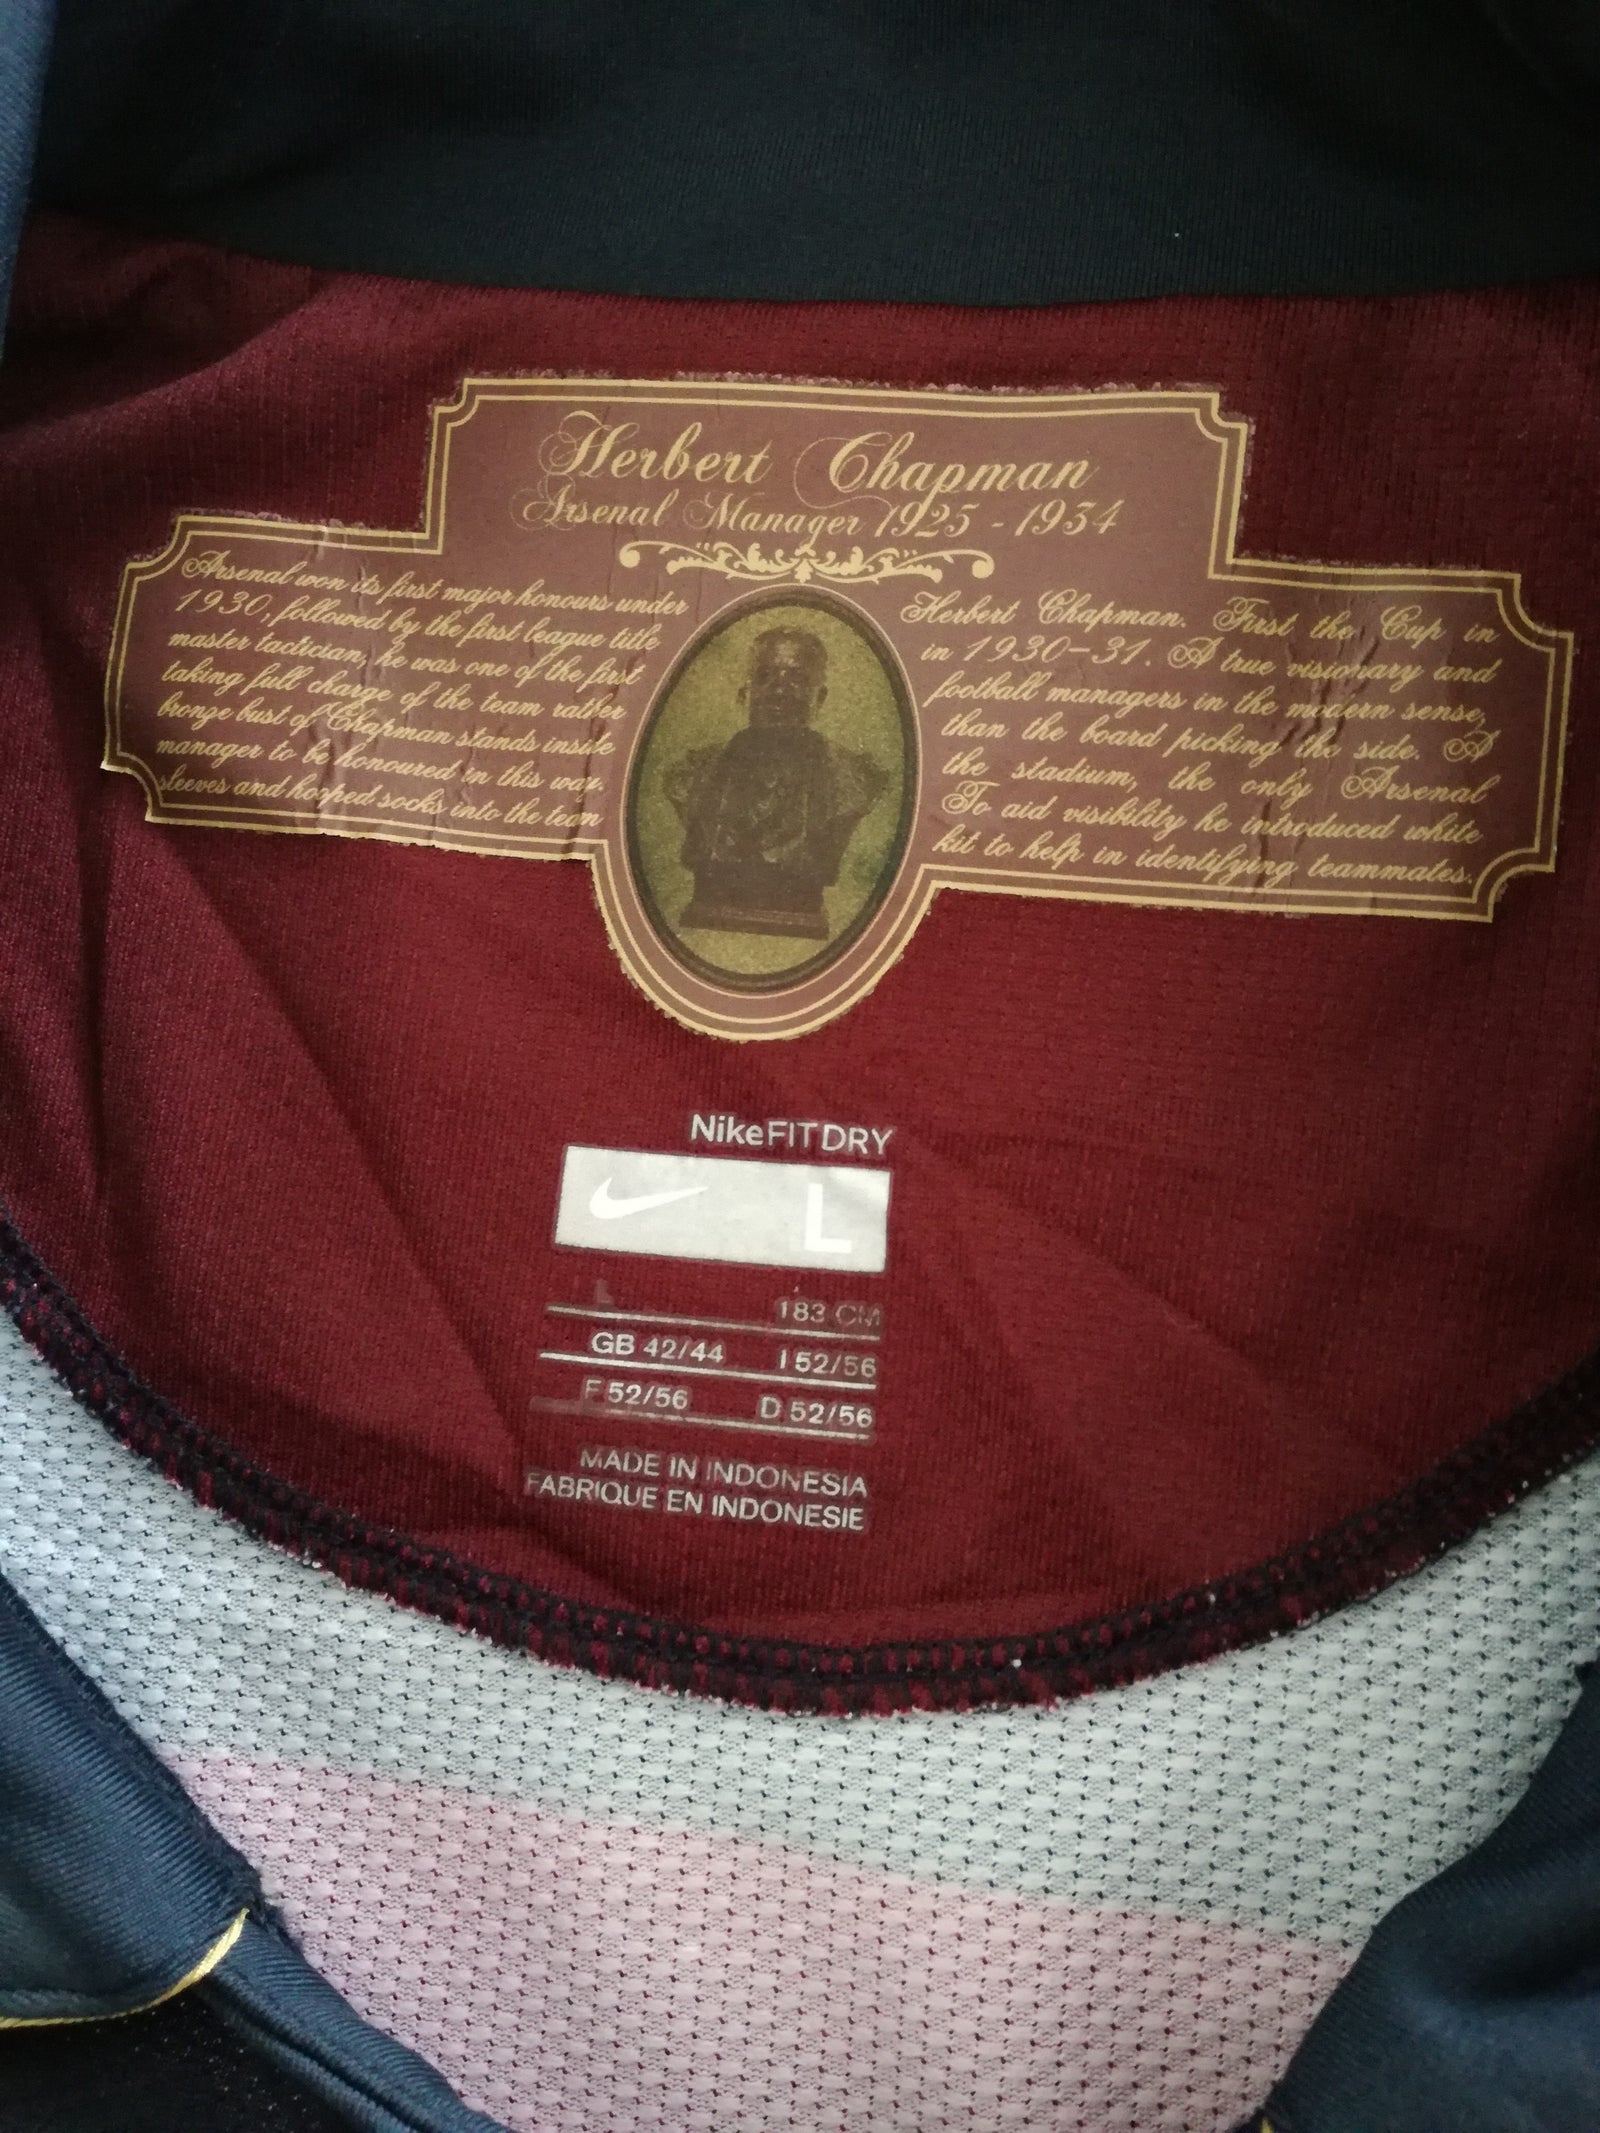 Herbert Chapman
Arsenal Manager 1925 - 1934
Arsenal won its first major honours under Herbert Chapman. First the Cup in
1930, followed by the first league title in 1930-31. A true visionary and
master tactician, he was one of the first football managers in the modern sense,
taking full charge of the team rather than the board picking the side. A
bronze bust of Chapman stands inside the stadium, the only Arsenal
manager to be honoured in this way. To aid visibility he introduced white
sleeves and hooped socks into the team kit to help in identifying teammates.
NikeFIT DRY
L
L 183 CM
GB 42/44 I 52/56
F 52/56 D 52/56
MADE IN INDONESIA
FABRIQUE EN INDONESIE